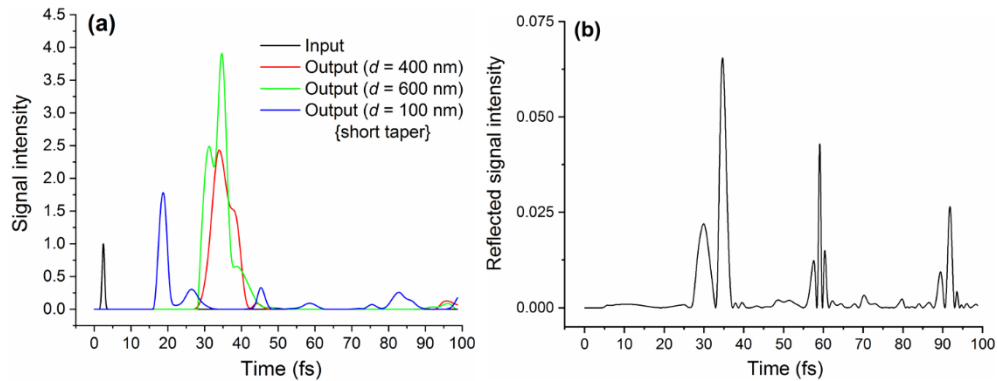 (a)
Input
Output (d = 400 nm)
Output (d = 600 nm)
Output (d = 100 nm)
{short taper}
Signal intensity
4.5
4.0
3.5
3.0
2.5
2.0
1.5
1.0
0.5
0.0
0 10 20 30 40 50 60 70 80 90 100
Time (fs)
(b)
Reflected signal intensity
0.075
0.050
0.025
0.000
0 10 20 30 40 50 60 70 80 90 100
Time (fs)